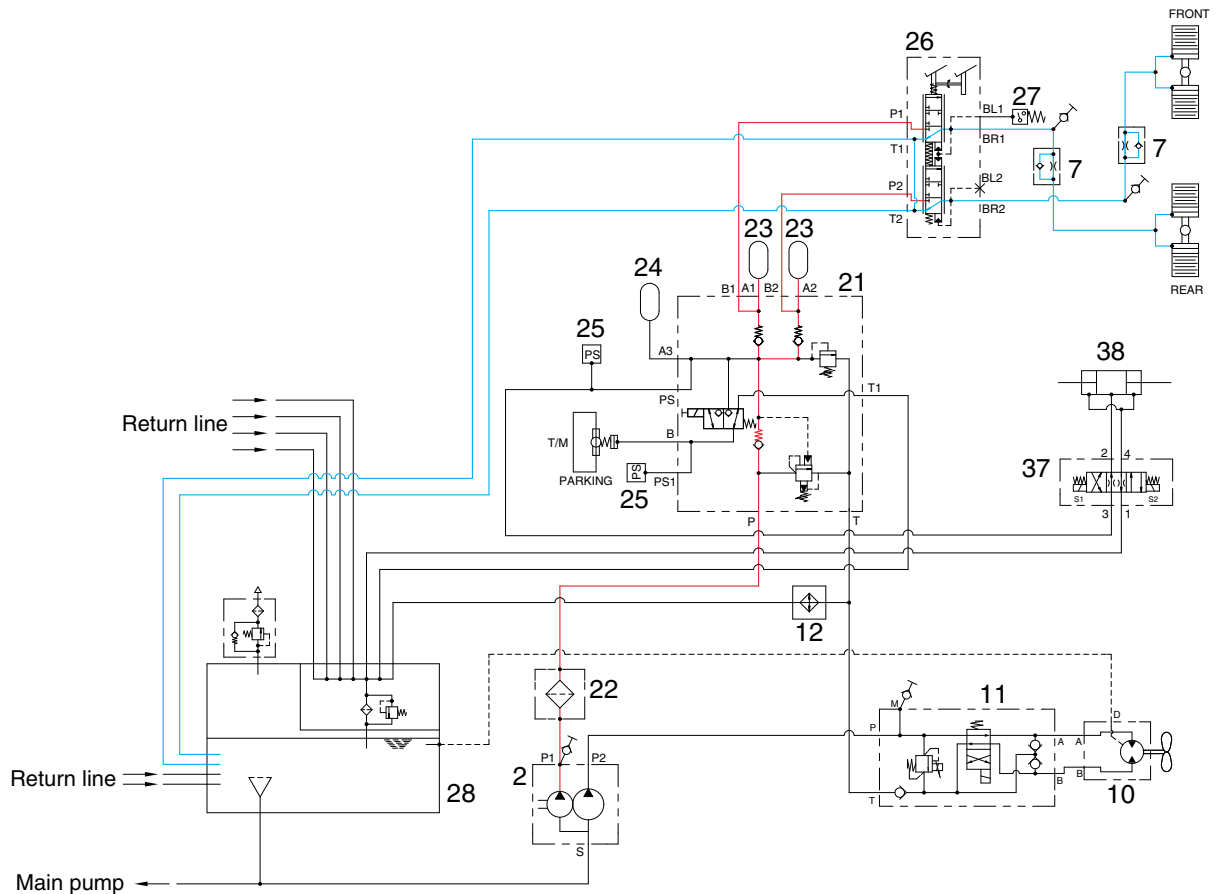 FRONT
26
P1
BL1
27
T1
BR1
7
7
P2
BL2
T2
BR2
23
23
24
B1 A1 B2 A2
21
REAR
25
PS
A3
38
PS
T1
Return line
T/M
B
2
4
PARKING
PS
25
PS1
37
S1
S2
3
1
P
T
12
22
M
11
D
P
A
A
P1
P2
B
B
Return line
2
T
10
28
S
Main pump